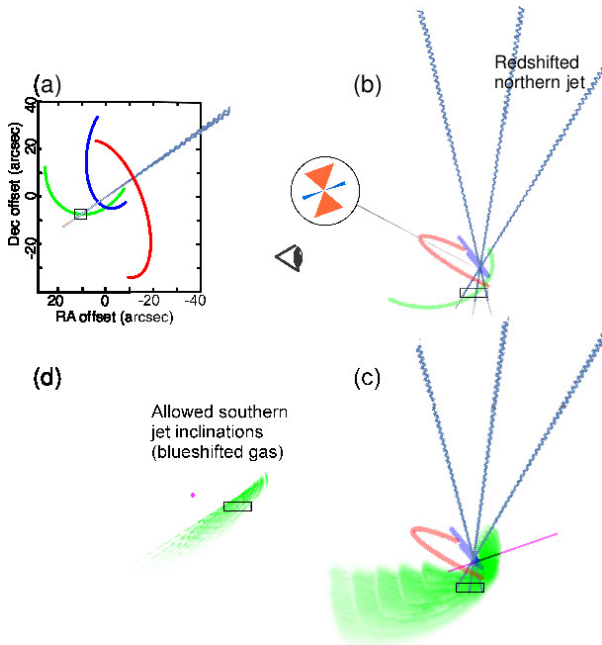 (a)
(b)
Redshifted
northern jet
40
20
0
-20
Dec offset (arcsec)
20
0
-20
-40
RA offset (arcsec)
(d)
(c)
Allowed southern
jet inclinations
(blueshifted gas)